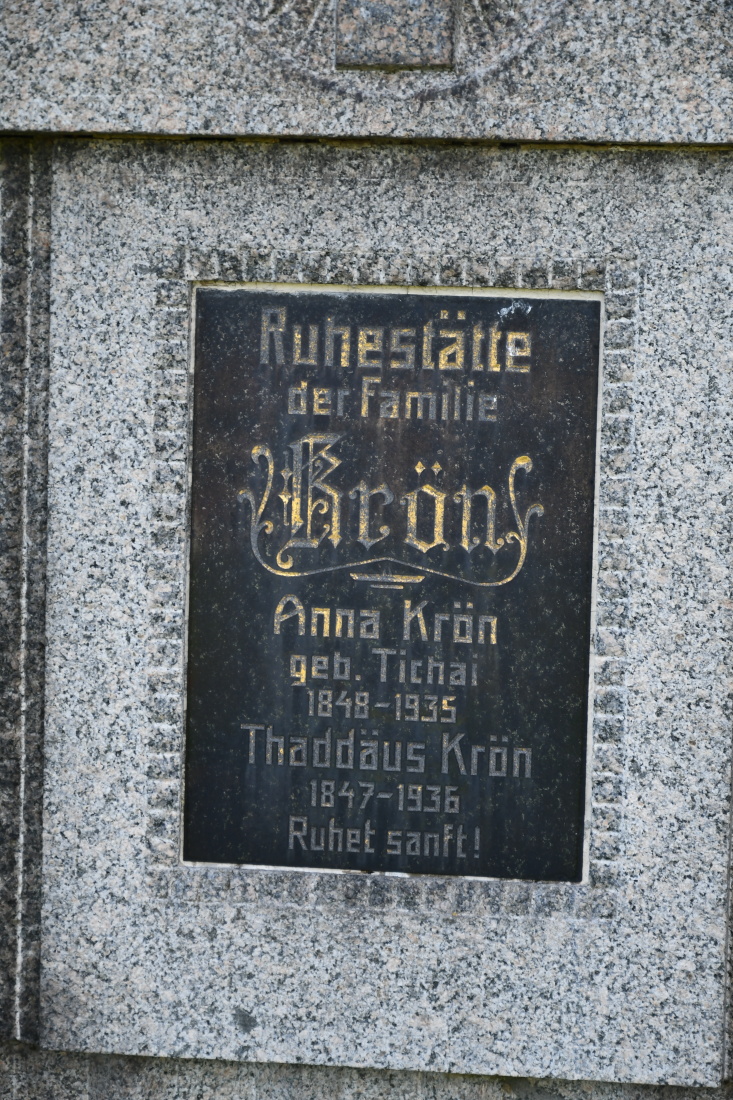 Ruhestätte
der Familie
Krön
Anna Krön
geb. Tichai
1848-1935
Thaddäus Krön
1847-1936
Ruhet sanft!